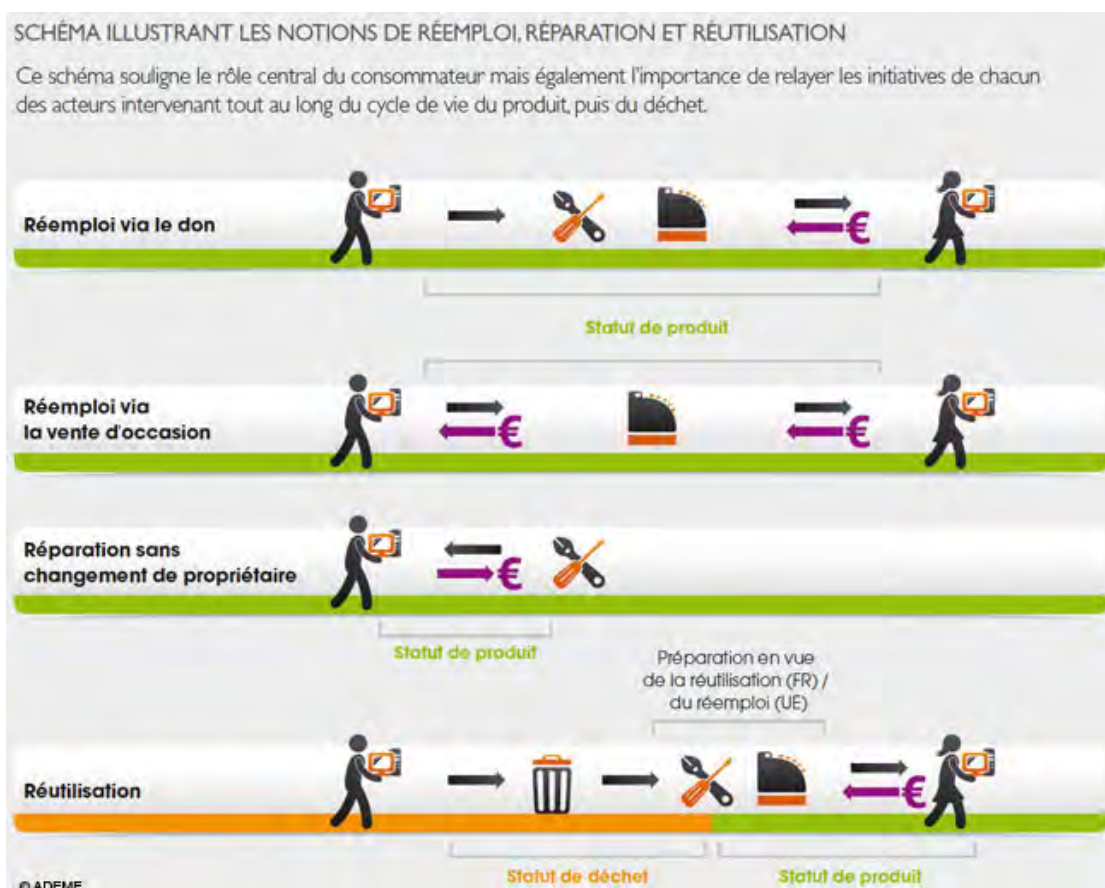 SCHÉMA ILLUSTRANT LES NOTIONS DE RÉEMPLOI, RÉPARATION ET RÉUTILISATION
Ce schéma souligne le rôle central du consommateur mais également l'importance de relayer les initiatives de chacun
des acteurs intervenant tout au long du cycle de vie du produit, puis du déchet.
Réemploi via le don
€
Statut de produit
Réemploi via
la vente d'occasion
€
€
Réparation sans
changement de propriétaire
€
Statut de produit
Préparation en vue
de la réutilisation (FR) /
du réemploi (UE)
Réutilisation
€
Statut de déchet
Statut de produit
© ADEME